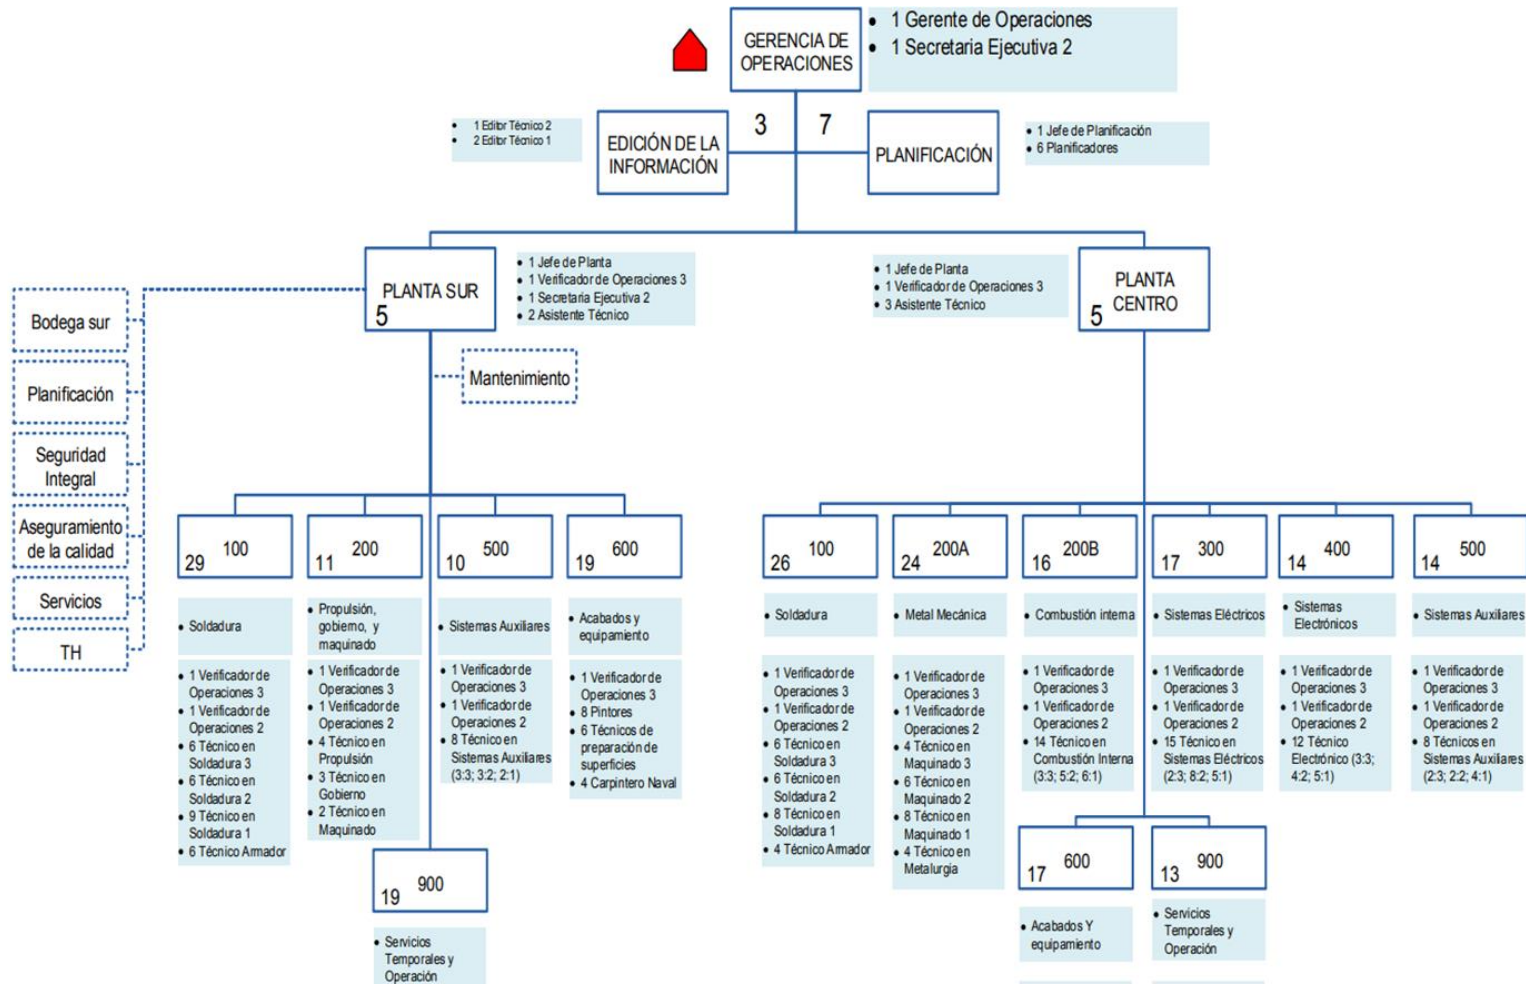 GERENCIA DE
OPERACIONES
• 1 Gerente de Operaciones
• 1 Secretaria Ejecutiva 2
• 1 Editor Técnico 2
• 2 Editor Técnico 1
EDICIÓN DE LA
INFORMACIÓN
3
7
PLANIFICACIÓN
• 1 Jefe de Planificación
• 6 Planificadores
PLANTA SUR
5
• 1 Jefe de Planta
• 1 Verificador de Operaciones 3
• 1 Secretaria Ejecutiva 2
• 2 Asistente Técnico
• 1 Jefe de Planta
• 1 Verificador de Operaciones 3
• 3 Asistente Técnico
PLANTA
CENTRO
5
Bodega sur
Planificación
Seguridad
Integral
Aseguramiento
de la calidad
Servicios
TH
Mantenimiento
100
29
• Soldadura
• 1 Verificador de
Operaciones 3
• 1 Verificador de
Operaciones 2
• 6 Técnico en
Soldadura 3
• 6 Técnico en
Soldadura 2
• 9 Técnico en
Soldadura 1
• 6 Técnico Armador
200
11
• Propulsión,
gobierno, y
maquinado
• 1 Verificador de
Operaciones 3
• 1 Verificador de
Operaciones 2
• 4 Técnico en
Propulsión
• 3 Técnico en
Gobierno
• 2 Técnico en
Maquinado
500
10
• Sistemas Auxiliares
• 1 Verificador de
Operaciones 3
• 1 Verificador de
Operaciones 2
• 8 Técnico en
Sistemas Auxiliares
(3:3; 3:2; 2:1)
600
19
• Acabados y
equipamiento
• 1 Verificador de
Operaciones 3
• 8 Pintores
• 6 Técnicos de
preparación de
superficies
• 4 Carpintero Naval
900
19
• Servicios
Temporales y
Operación
100
26
• Soldadura
• 1 Verificador de
Operaciones 3
• 1 Verificador de
Operaciones 2
• 6 Técnico en
Soldadura 3
• 6 Técnico en
Soldadura 2
• 8 Técnico en
Soldadura 1
• 4 Técnico Armador
200A
24
• Metal Mecánica
• 1 Verificador de
Operaciones 3
• 1 Verificador de
Operaciones 2
• 4 Técnico en
Maquinado 3
• 6 Técnico en
Maquinado 2
• 8 Técnico en
Maquinado 1
• 4 Técnico en
Metalurgia
200B
16
• Combustión interna
• 1 Verificador de
Operaciones 3
• 1 Verificador de
Operaciones 2
• 14 Técnico en
Combustión Interna
(3:3; 5:2; 6:1)
300
17
• Sistemas Eléctricos
• 1 Verificador de
Operaciones 3
• 1 Verificador de
Operaciones 2
• 15 Técnico en
Sistemas Eléctricos
(2:3; 8:2; 5:1)
400
14
• Sistemas
Electrónicos
• 1 Verificador de
Operaciones 3
• 1 Verificador de
Operaciones 2
• 12 Técnico
Electrónico (3:3;
4:2; 5:1)
500
14
• Sistemas Auxiliares
• 1 Verificador de
Operaciones 3
• 1 Verificador de
Operaciones 2
• 8 Técnicos en
Sistemas Auxiliares
(2:3; 2:2; 4:1)
600
17
• Acabados Y
equipamiento
900
13
• Servicios
Temporales y
Operación